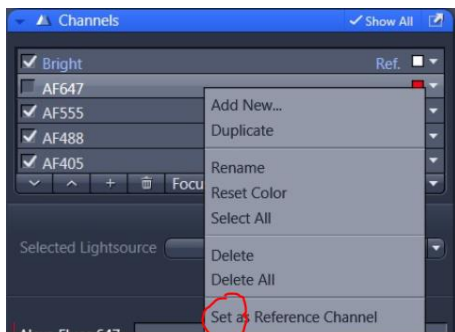 Channels Show All
Bright Ref.
AF647
AF555
AF488
AF405
Focu
Add New...
Duplicate
Rename
Reset Color
Select All
Delete
Delete All
Set as Reference Channel
Selected Lightsource